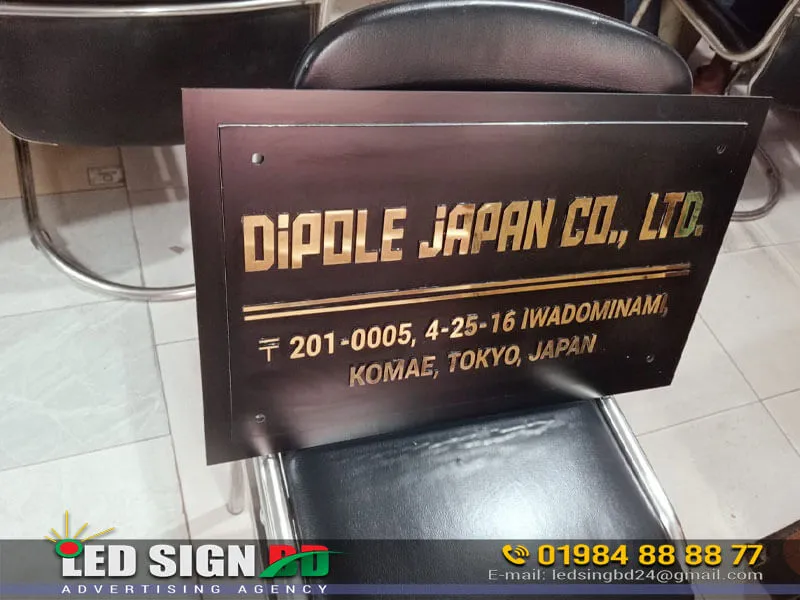 DiPOLE JAPAN CO., LTD.
〒 201-0005, 4-25-16 IWADOMINAMI,
KOMAE, TOKYO, JAPAN
LED SIGN BD
ADVERTISING AGENCY
01984 88 88 77
E-mail: ledsingbd24@gmail.com